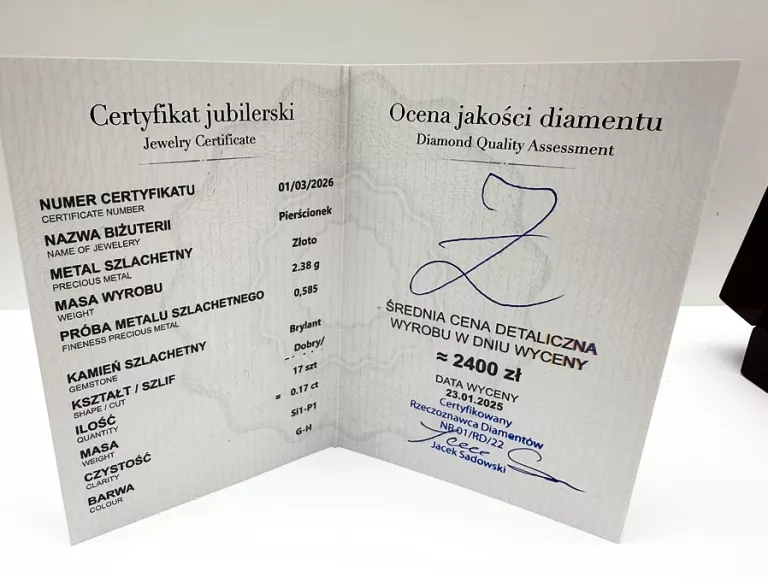 Certyfikat jubilerski
Jewelry Certificate
NUMER CERTYFIKATU 01/03/2026
CERTIFICATE NUMBER
NAZWA BIŻUTERII Pierścionek
NAME OF JEWELERY
METAL SZLACHETNY Złoto
PRECIOUS METAL
MASA WYROBU 2.38 g
WEIGHT
PRÓBA METALU SZLACHETNEGO 0,585
FINENESS PRECIOUS METAL
KAMIEŃ SZLACHETNY Brylant
GEMSTONE
KSZTAŁT / SZLIF Dobry/
SHAPE / CUT
ILOŚĆ 17 szt
QUANTITY
MASA ≈ 0.17 ct
WEIGHT
CZYSTOŚĆ SI1-P1
CLARITY
BARWA G-H
COLOUR
Ocena jakości diamentu
Diamond Quality Assessment
ŚREDNIA CENA DETALICZNA
WYROBU W DNIU WYCENY
≈ 2400 zł
DATA WYCENY
23.01.2025
Certyfikowany
Rzeczoznawca Diamentów
NB 01/RD/22
Jacek Sadowski